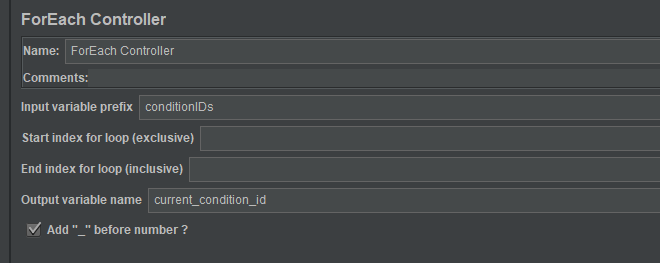 ForEach Controller
Name: ForEach Controller
Comments:
Input variable prefix conditionIDs
Start index for loop (exclusive)
End index for loop (inclusive)
Output variable name current_condition_id
Add "_" before number ?